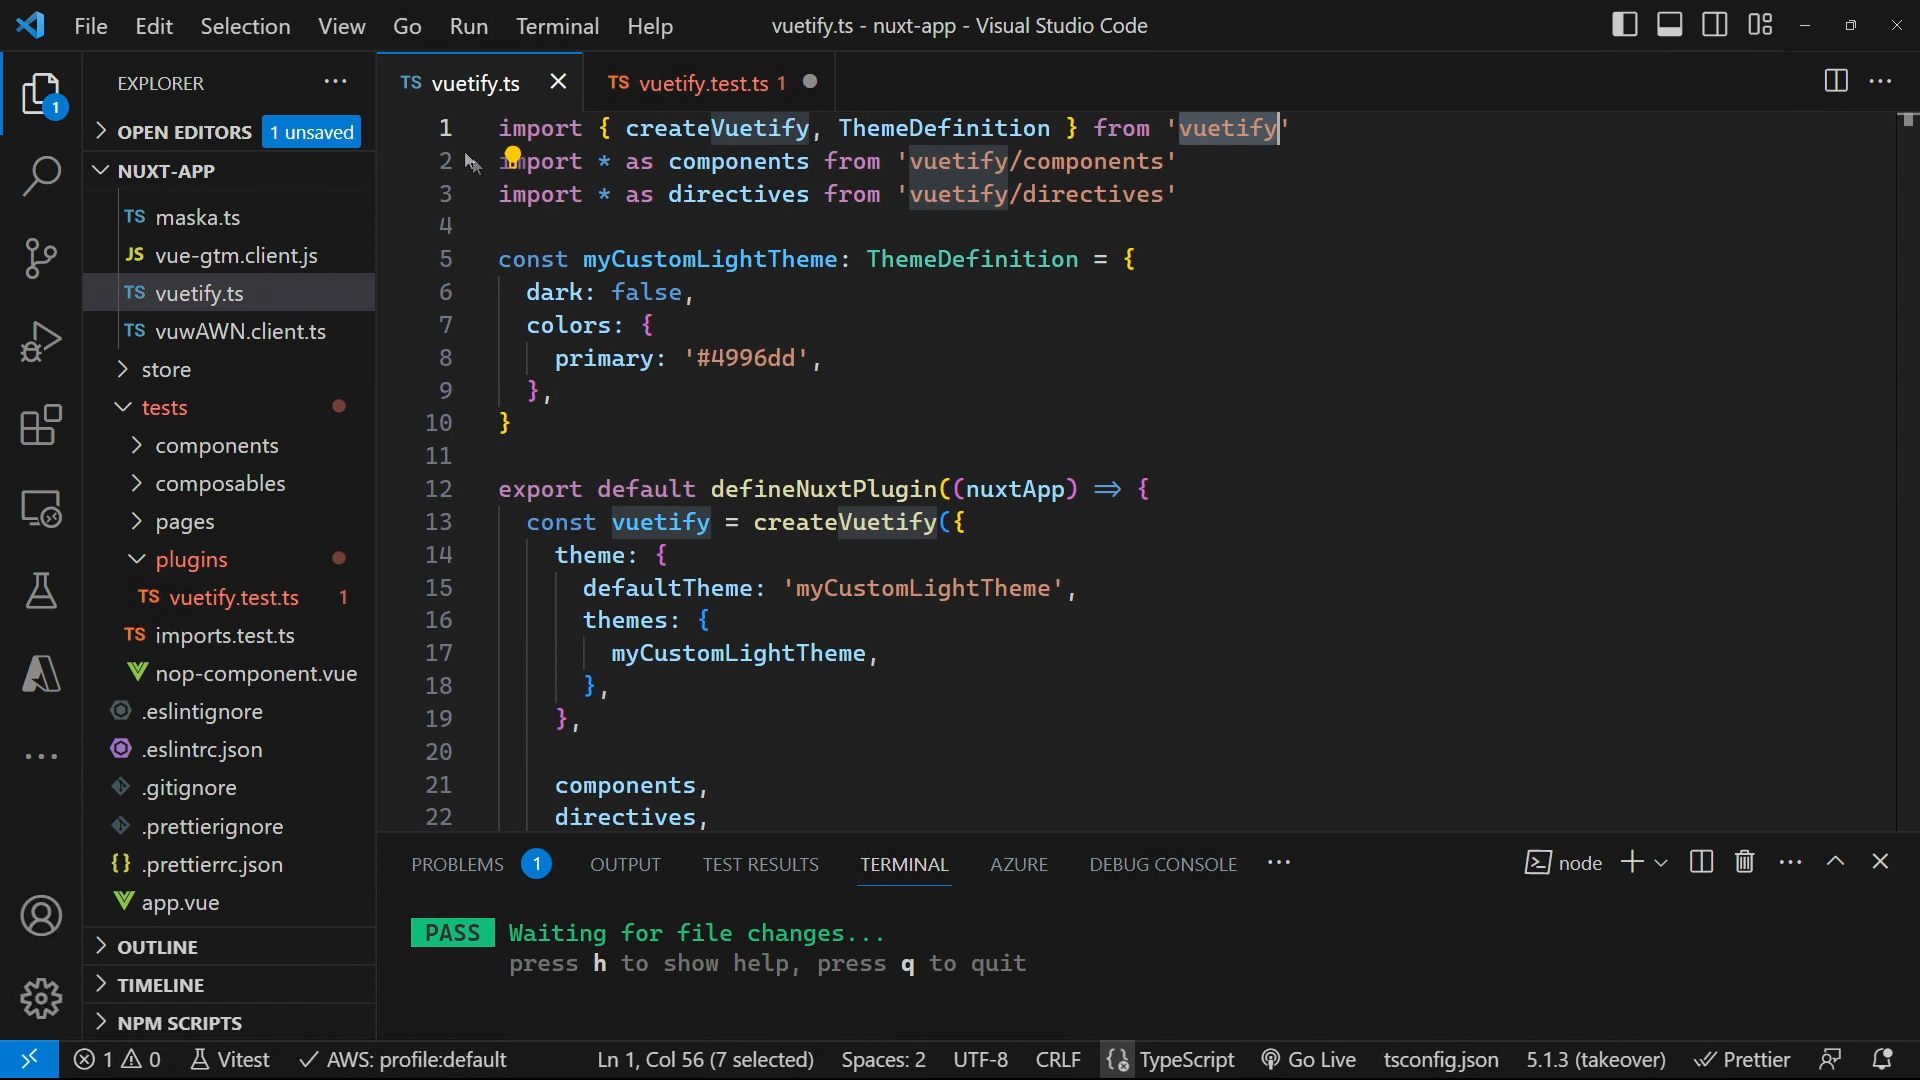 File Edit Selection View Go Run Terminal Help vuetify.ts - nuxt-app - Visual Studio Code
EXPLORER
1
OPEN EDITORS 1 unsaved
NUXT-APP
TS maska.ts
JS vue-gtm.client.js
TS vuetify.ts
TS vuwAWN.client.ts
store
tests
components
composables
pages
plugins
TS vuetify.test.ts 1
TS imports.test.ts
nop-component.vue
.eslintignore
.eslintrc.json
.gitignore
.prettierignore
{} .prettierrc.json
app.vue
OUTLINE
TIMELINE
NPM SCRIPTS
TS vuetify.ts TS vuetify.test.ts 1
1 import { createVuetify, ThemeDefinition } from 'vuetify'
2 import * as components from 'vuetify/components'
3 import * as directives from 'vuetify/directives'
4
5 const myCustomLightTheme: ThemeDefinition = {
6 dark: false,
7 colors: {
8 primary: '#4996dd',
9 },
10 }
11
12 export default defineNuxtPlugin((nuxtApp) ⇒ {
13 const vuetify = createVuetify({
14 theme: {
15 defaultTheme: 'myCustomLightTheme',
16 themes: {
17 myCustomLightTheme,
18 },
19 },
20
21 components,
22 directives,
PROBLEMS 1 OUTPUT TEST RESULTS TERMINAL AZURE DEBUG CONSOLE node
PASS Waiting for file changes...
press h to show help, press q to quit
1 0 Vitest AWS: profile:default Ln 1, Col 56 (7 selected) Spaces: 2 UTF-8 CRLF {} TypeScript Go Live tsconfig.json 5.1.3 (takeover) Prettier